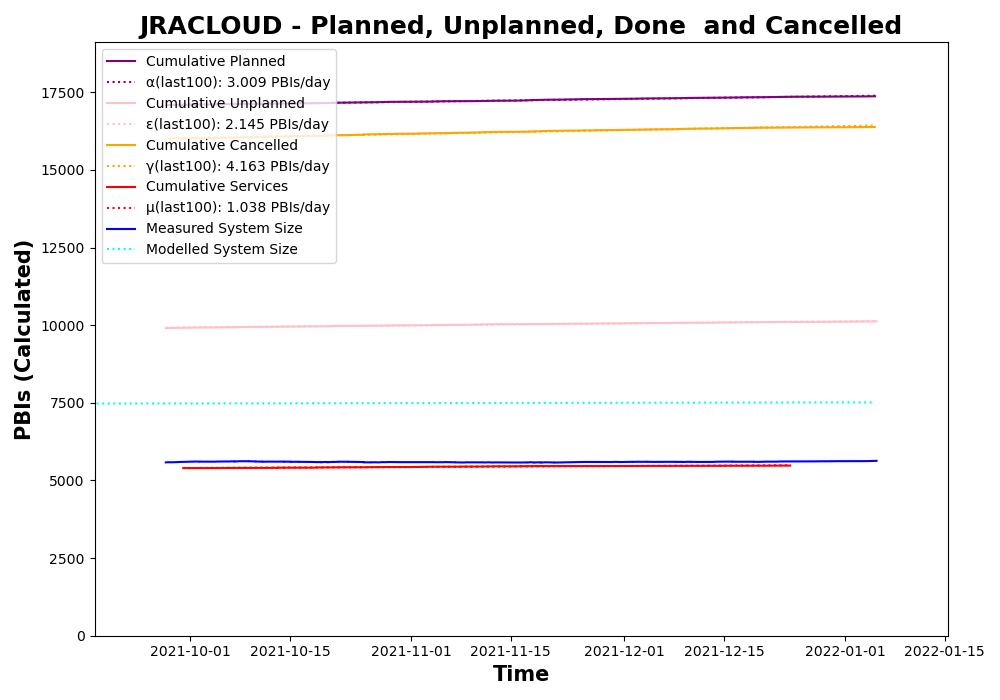 JRACLOUD - Planned, Unplanned, Done  and Cancelled
Cumulative Planned
α(last100): 3.009 PBIs/day
Cumulative Unplanned
ε(last100): 2.145 PBIs/day
Cumulative Cancelled
γ(last100): 4.163 PBIs/day
Cumulative Services
μ(last100): 1.038 PBIs/day
Measured System Size
Modelled System Size
PBIs (Calculated)
17500
15000
12500
10000
7500
5000
2500
0
2021-10-01
2021-10-15
2021-11-01
2021-11-15
2021-12-01
2021-12-15
2022-01-01
2022-01-15
Time